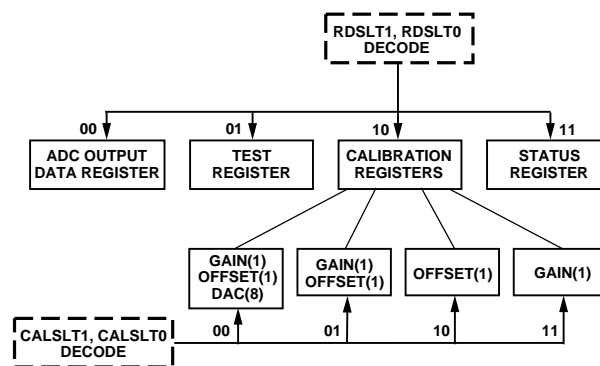 RDSLT1, RDSLT0
DECODE
00
01
10
11
ADC OUTPUT
DATA REGISTER
TEST
REGISTER
CALIBRATION
REGISTERS
STATUS
REGISTER
GAIN(1)
OFFSET(1)
DAC(8)
GAIN(1)
OFFSET(1)
OFFSET(1)
GAIN(1)
CALSLT1, CALSLT0
DECODE
00
01
10
11